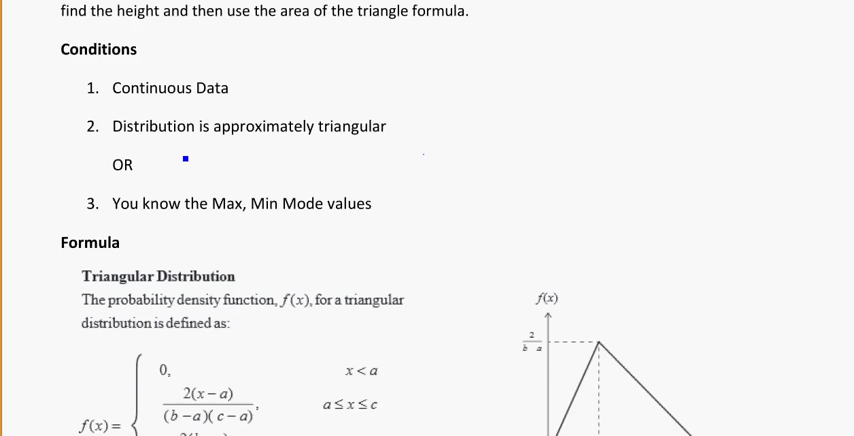 find the height and then use the area of the triangle formula.
Conditions
1. Continuous Data
2. Distribution is approximately triangular
OR
3. You know the Max, Min Mode values
Formula
Triangular Distribution
The probability density function, f(x), for a triangular
distribution is defined as:
f(x)
2
b a
0, x < a
2(x − a)
(b − a)(c − a), a ≤ x ≤ c
f(x) =